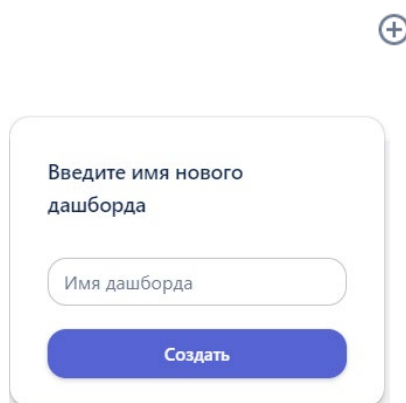 Введите имя нового
дашборда
Имя дашборда
Создать